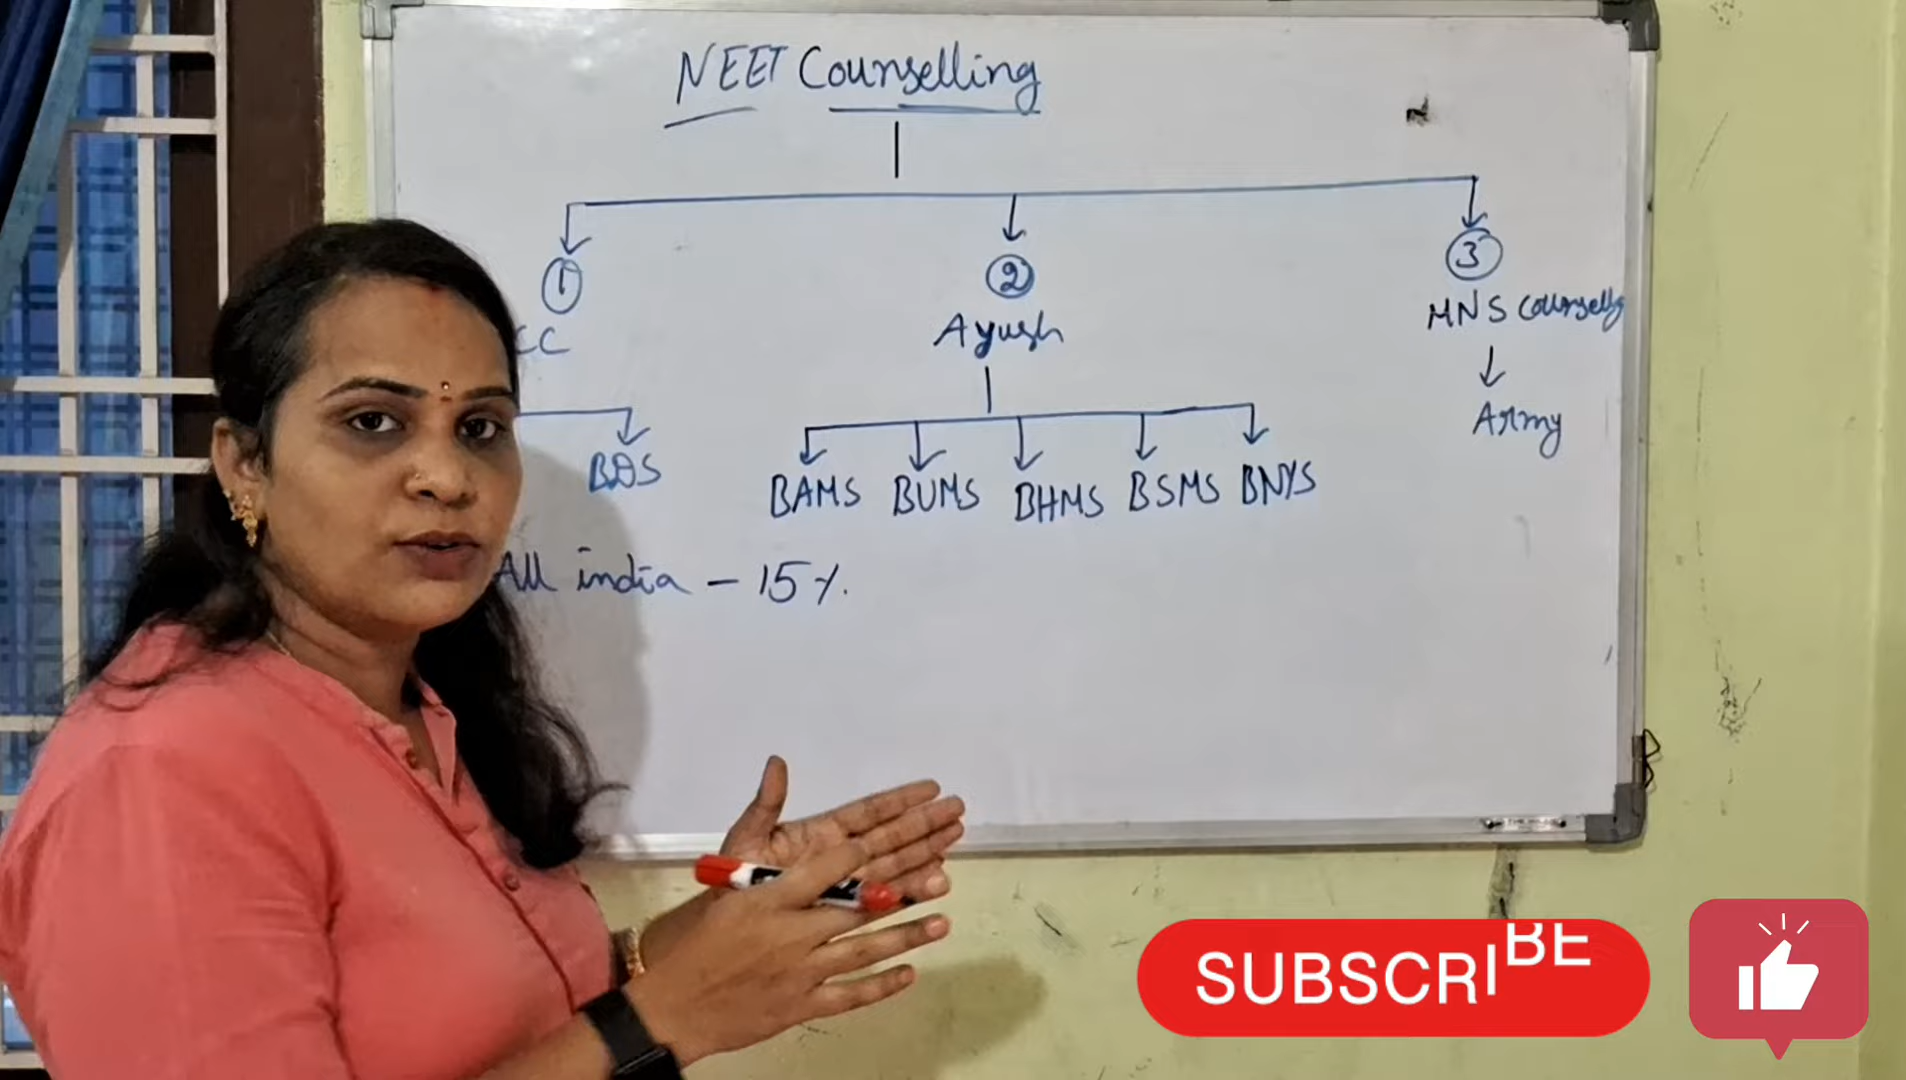 NEET Counselling
1
2
3
CC
Ayush
MNS Counsellg
Army
BDS
BAMS BUMS BHMS BSMS BNYS
All india - 15%.
SUBSCRIBE